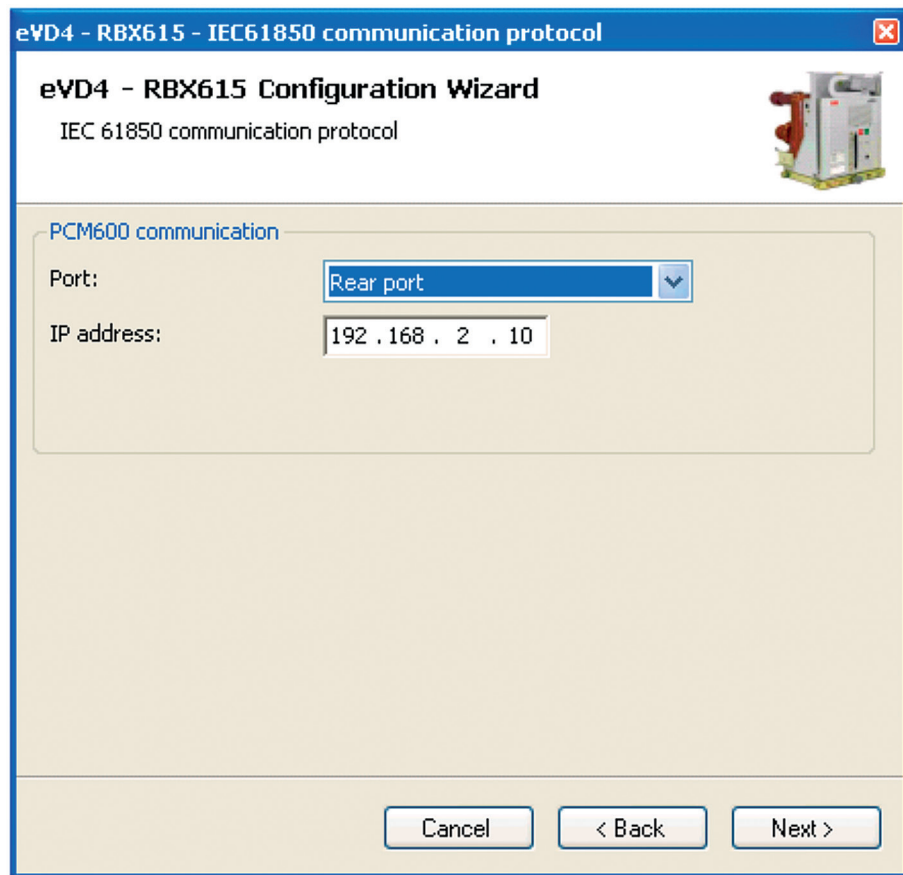 eVD4 - RBX615 - IEC61850 communication protocol
eVD4 - RBX615 Configuration Wizard
IEC 61850 communication protocol
PCM600 communication
Port:
Rear port
IP address:
192 . 168 . 2 . 10
Cancel
< Back
Next >